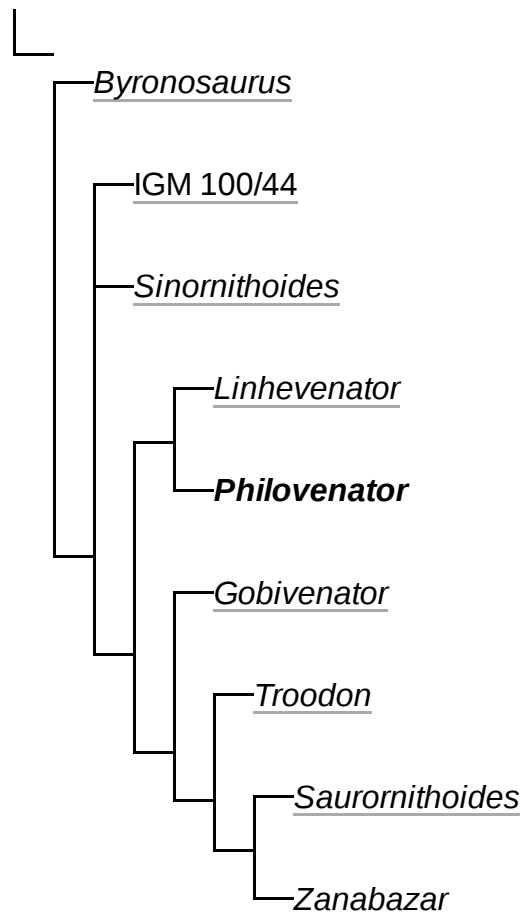 Byronosaurus
IGM 100/44
Sinornithoides
Linhevenator
Philovenator
Gobivenator
Troodon
Saurornithoides
Zanabazar